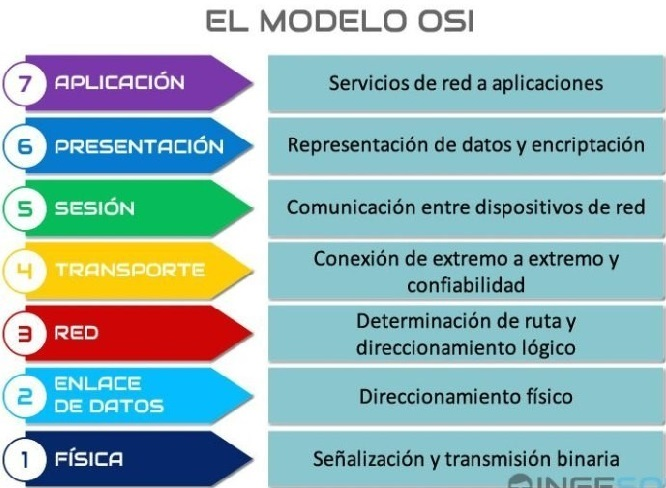 EL MODELO OSI
7 APLICACIÓN Servicios de red a aplicaciones
6 PRESENTACIÓN Representación de datos y encriptación
5 SESIÓN Comunicación entre dispositivos de red
4 TRANSPORTE Conexión de extremo a extremo y
confiabilidad
3 RED Determinación de ruta y
direccionamiento lógico
2 ENLACE
DE DATOS Direccionamiento físico
1 FÍSICA Señalización y transmisión binaria